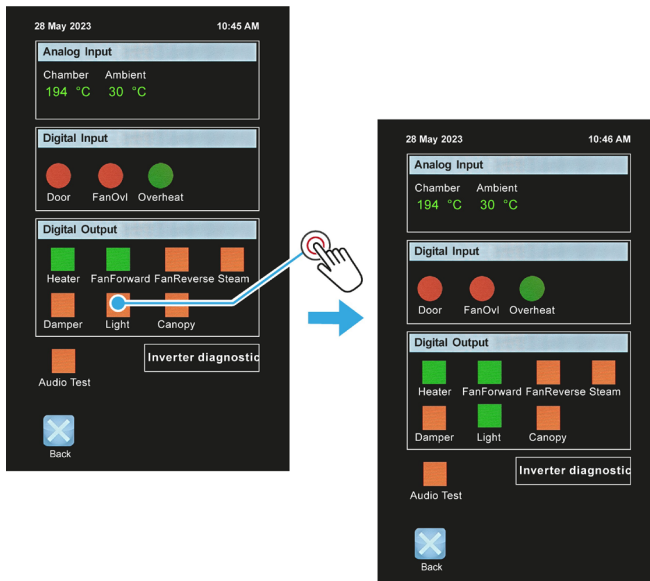 28 May 2023 10:45 AM
Analog Input
Chamber Ambient
194 °C 30 °C
Digital Input
Door FanOvl Overheat
Digital Output
Heater FanForward FanReverse Steam
Damper Light Canopy
Inverter diagnostic
Audio Test
Back
28 May 2023 10:46 AM
Analog Input
Chamber Ambient
194 °C 30 °C
Digital Input
Door FanOvl Overheat
Digital Output
Heater FanForward FanReverse Steam
Damper Light Canopy
Inverter diagnostic
Audio Test
Back